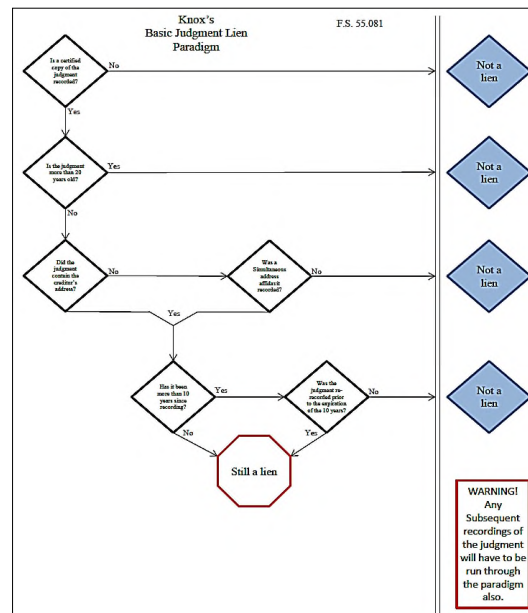 Knox's
Basic Judgment Lien
Paradigm
F.S. 55.081
Is a certified
copy of the
judgment
recorded?
No
Not a
lien
Yes
Is the judgment
more than 20
years old?
Yes
Not a
lien
No
Did the
judgment
contain the
creditor's
address?
No
Was a
Simultaneous
address
affidavit
recorded?
No
Not a
lien
Yes
Has it been
more than 10
years since
recording?
Yes
Was the
judgment re-
recorded prior
to the expiration
of the 10 years?
No
Not a
lien
No
Yes
Still a lien
WARNING!
Any
Subsequent
recordings of
the judgment
will have to be
run through
the paradigm
also.